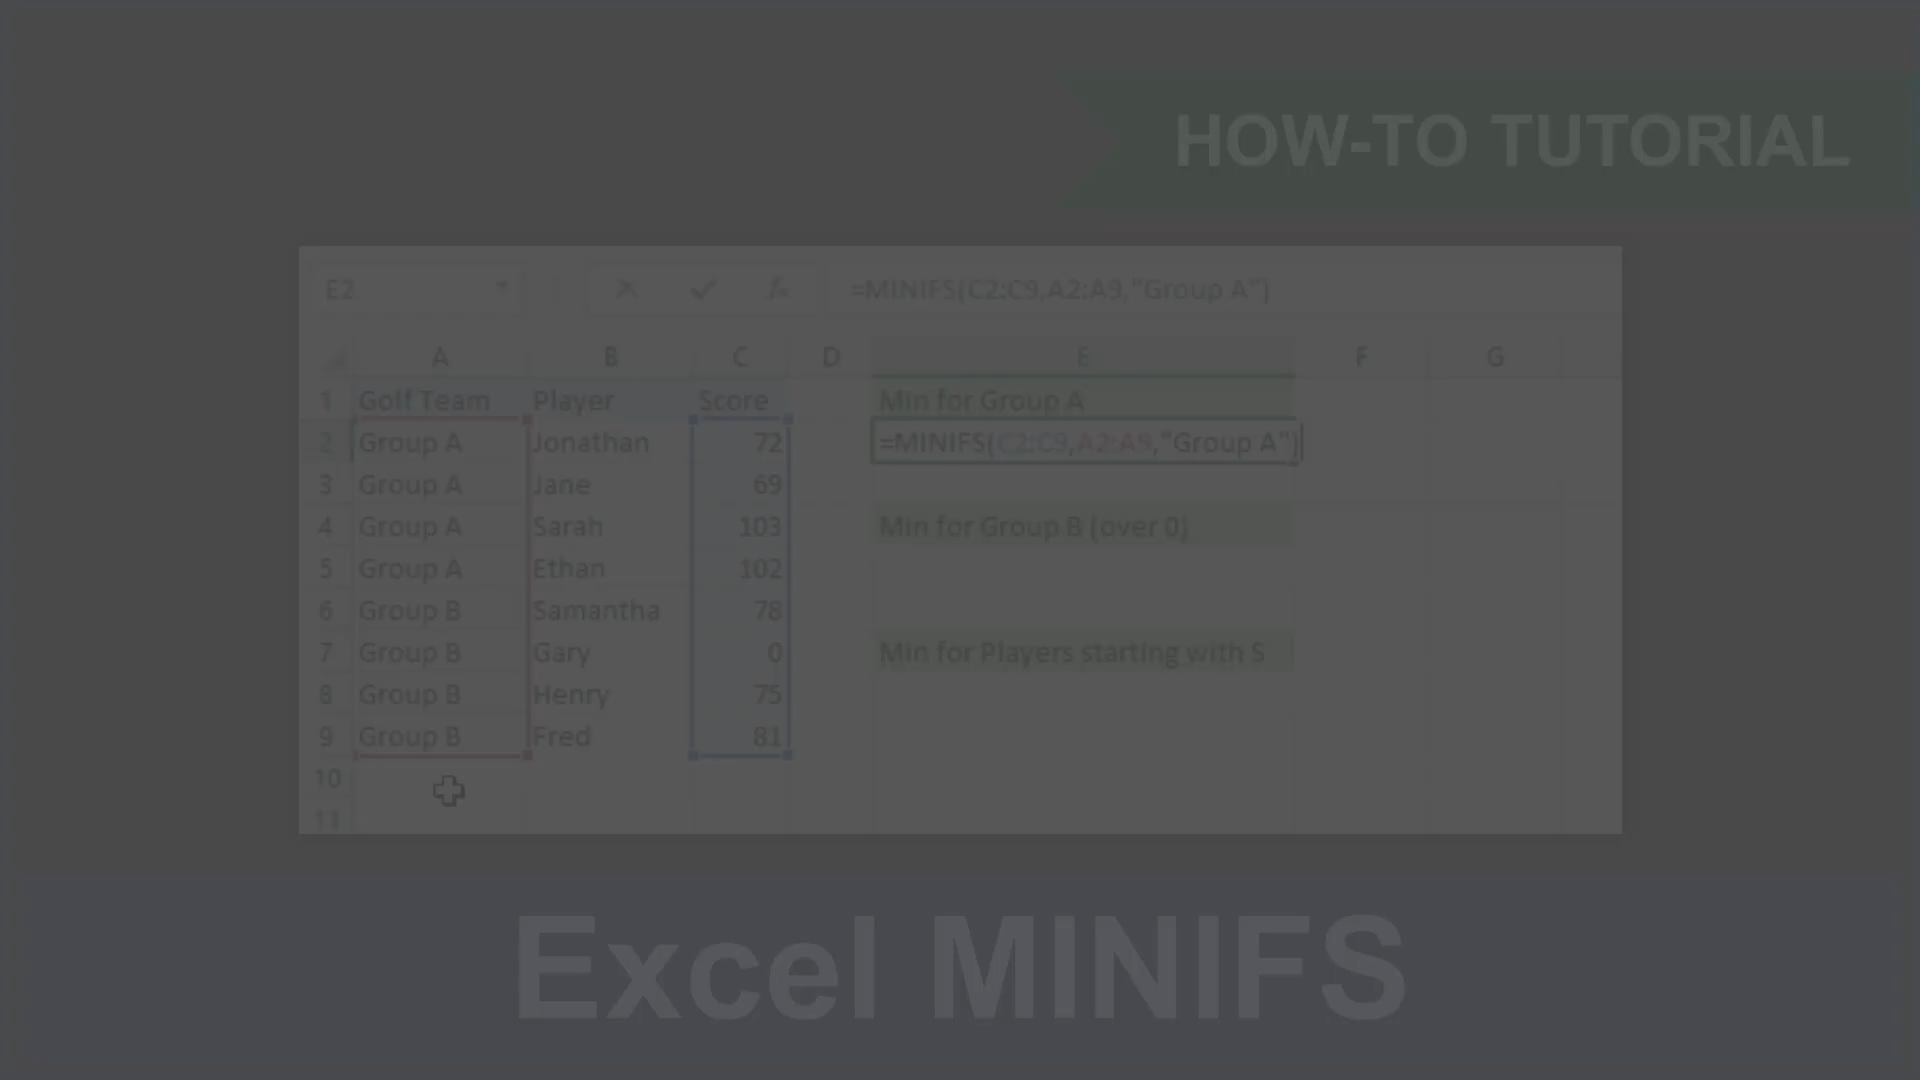 HOW-TO TUTORIAL
E2 =MINIFS(C2:C9,A2:A9,"Group A")
A B C D E F G
1 Golf Team Player Score Min for Group A
2 Group A Jonathan 72 =MINIFS(C2:C9,A2:A9,"Group A")
3 Group A Jane 69
4 Group A Sarah 103 Min for Group B (over 0)
5 Group A Ethan 102
6 Group B Samantha 78
7 Group B Gary 0 Min for Players starting with S
8 Group B Henry 75
9 Group B Fred 81
10
11
Excel MINIFS